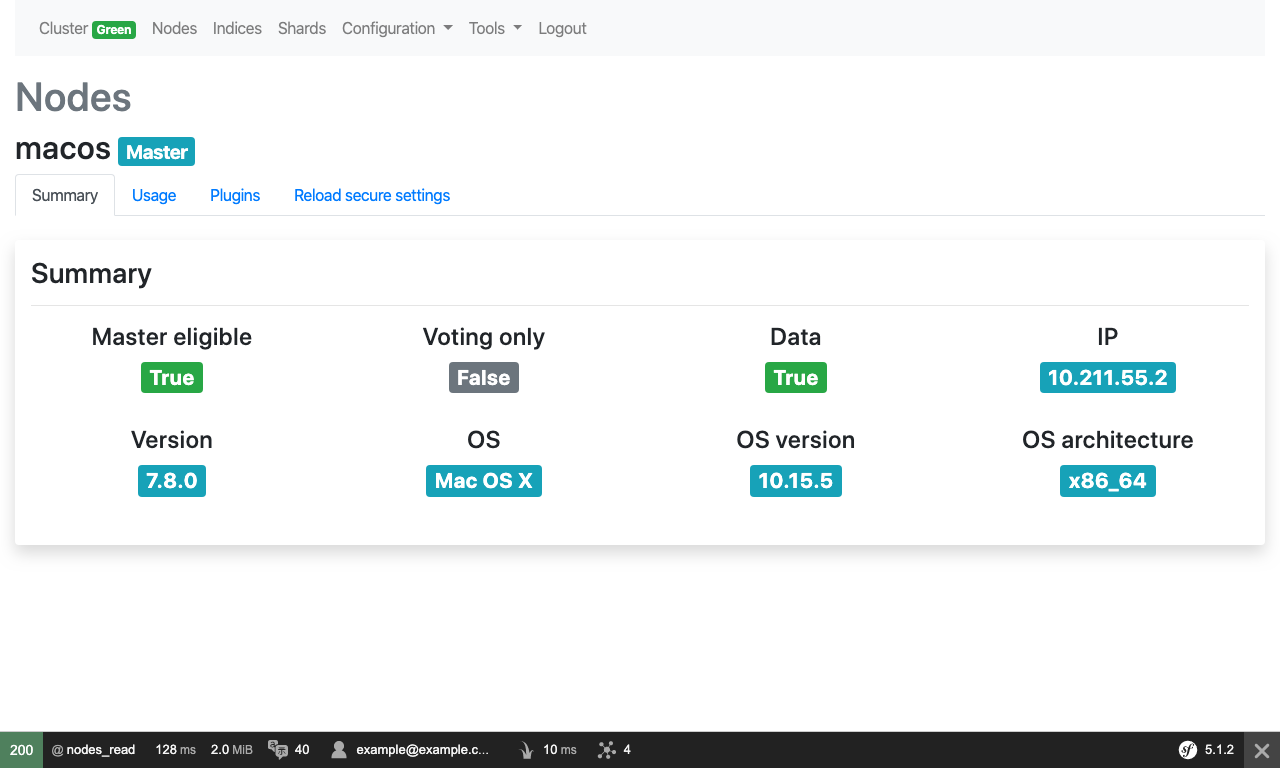 Cluster Green Nodes Indices Shards Configuration Tools Logout
Nodes
macos Master
Summary Usage Plugins Reload secure settings
Summary
Master eligible Voting only Data IP
True False True 10.211.55.2
Version OS OS version OS architecture
7.8.0 Mac OS X 10.15.5 x86_64
200 @ nodes_read 128 ms 2.0 MiB 40 example@example.c... 10 ms 4 sf 5.1.2